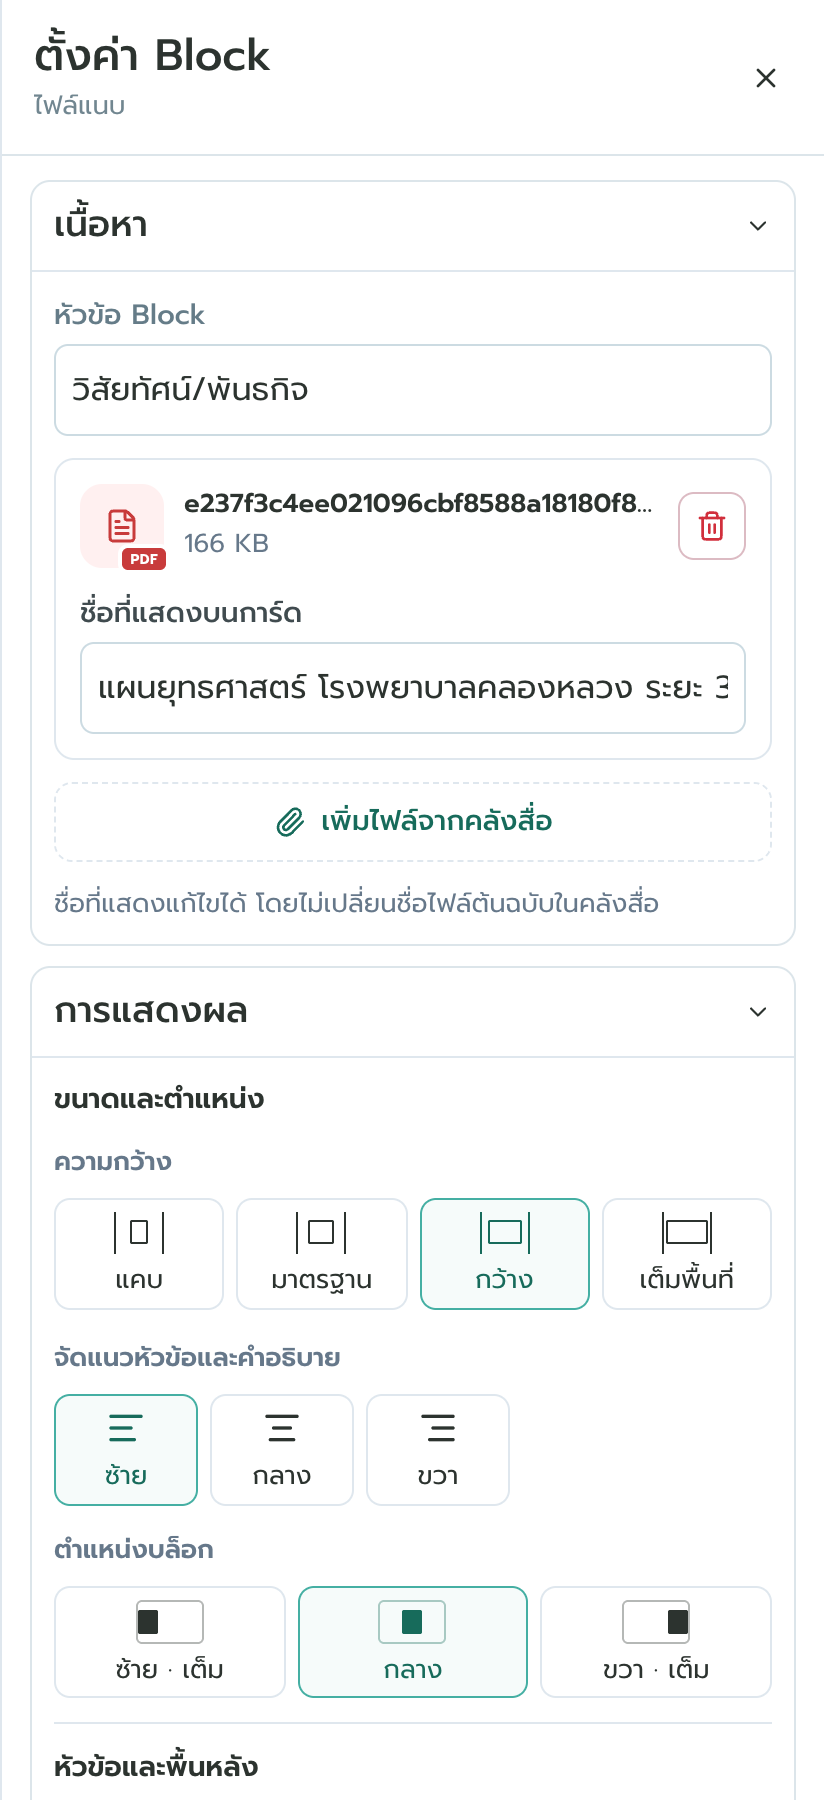 ตั้งค่า Block
ไฟล์แนบ
เนื้อหา
หัวข้อ Block
วิสัยทัศน์/พันธกิจ
e237f3c4ee021096cbf8588a18180f8...
166 KB
PDF
ชื่อที่แสดงบนการ์ด
แผนยุทธศาสตร์ โรงพยาบาลคลองหลวง ระยะ 3
เพิ่มไฟล์จากคลังสื่อ
ชื่อที่แสดงแก้ไขได้ โดยไม่เปลี่ยนชื่อไฟล์ต้นฉบับในคลังสื่อ
การแสดงผล
ขนาดและตำแหน่ง
ความกว้าง
แคบ
มาตรฐาน
กว้าง
เต็มพื้นที่
จัดแนวหัวข้อและคำอธิบาย
ซ้าย
กลาง
ขวา
ตำแหน่งบล็อก
ซ้าย · เต็ม
กลาง
ขวา · เต็ม
หัวข้อและพื้นหลัง